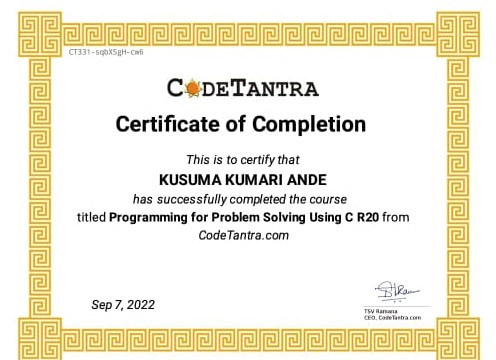 CT331-sqbX5gH-cw6
CODETANTRA
Certificate of Completion
This is to certify that
KUSUMA KUMARI ANDE
has successfully completed the course
titled Programming for Problem Solving Using C R20 from
CodeTantra.com
Sep 7, 2022
TSV Ramana
CEO, CodeTantra.com